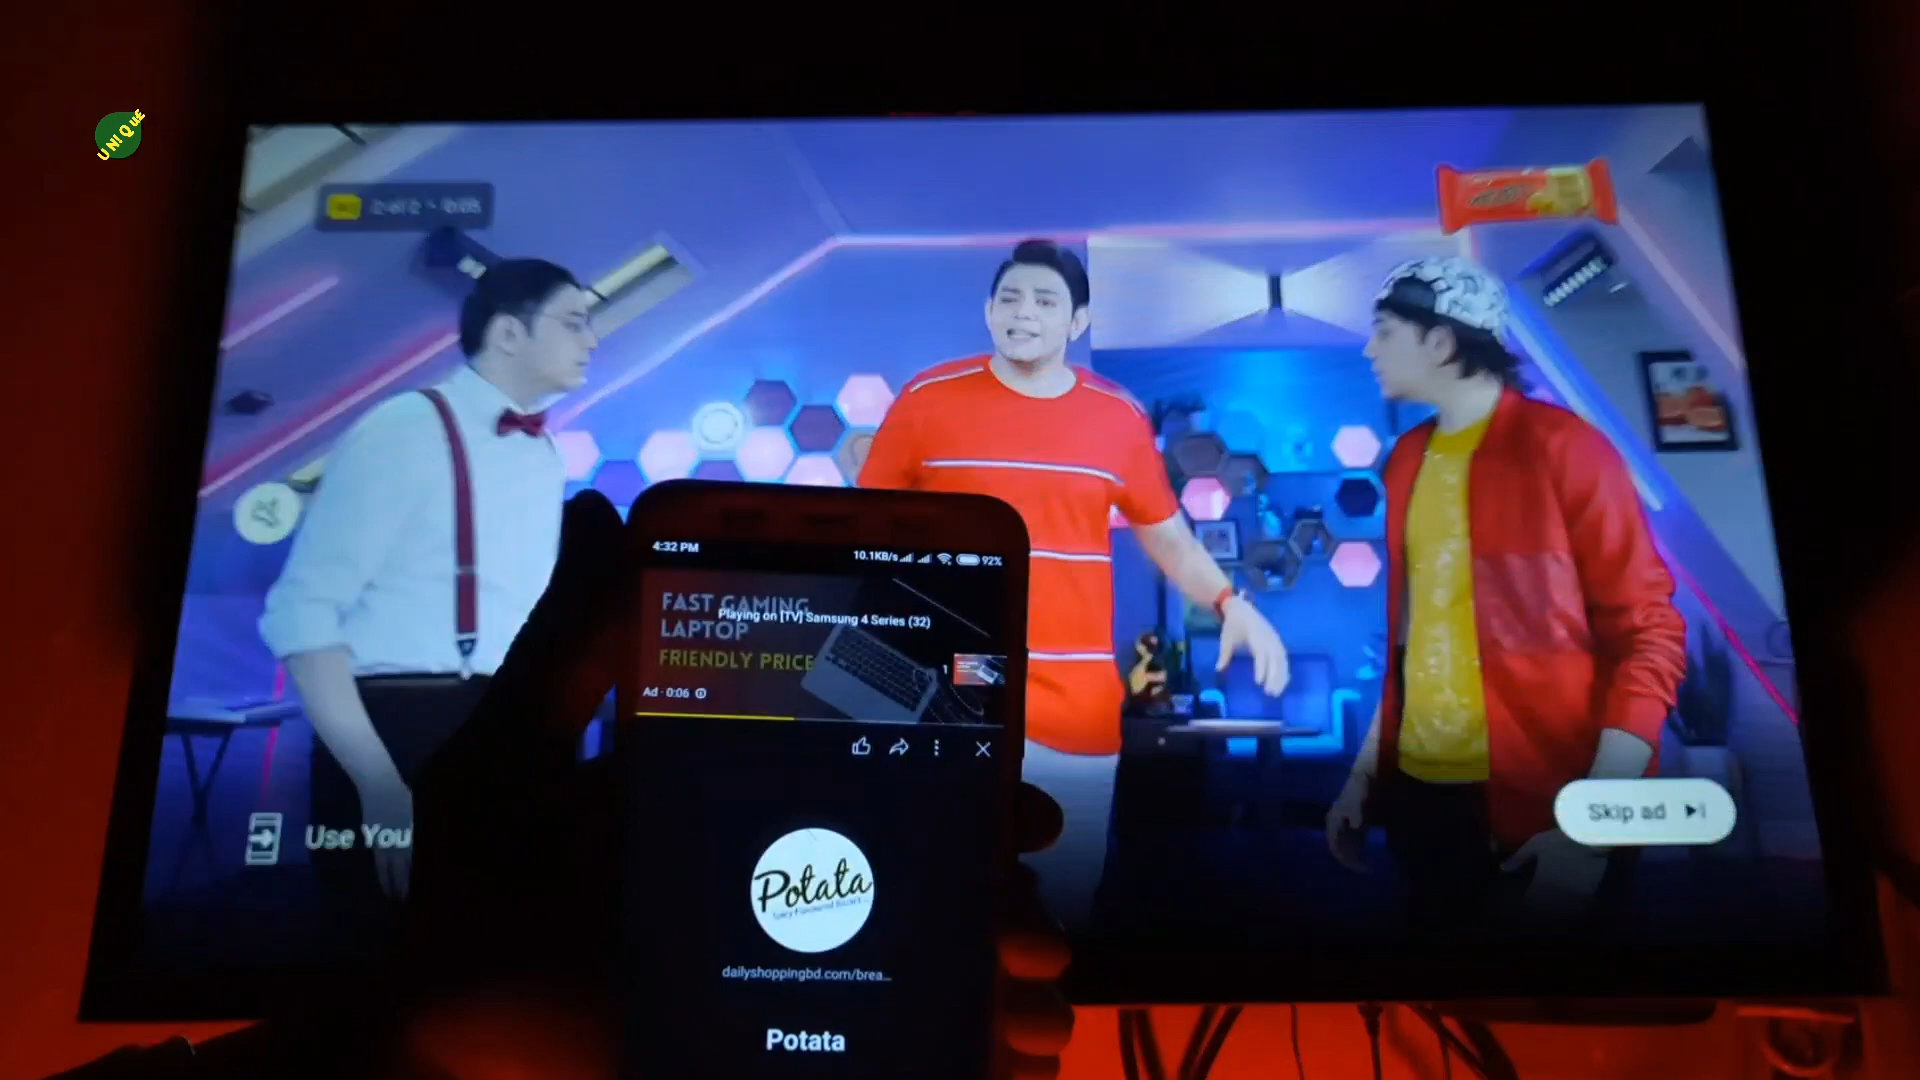 UNIQUE
4:32 PM
10.1KB/s
92%
FAST GAMING
Playing on [TV] Samsung 4 Series (32)
LAPTOP
FRIENDLY PRICE
1
Ad · 0:06
Use You
Skip ad
Potata
dailyshoppingbd.com/brea...
Potata